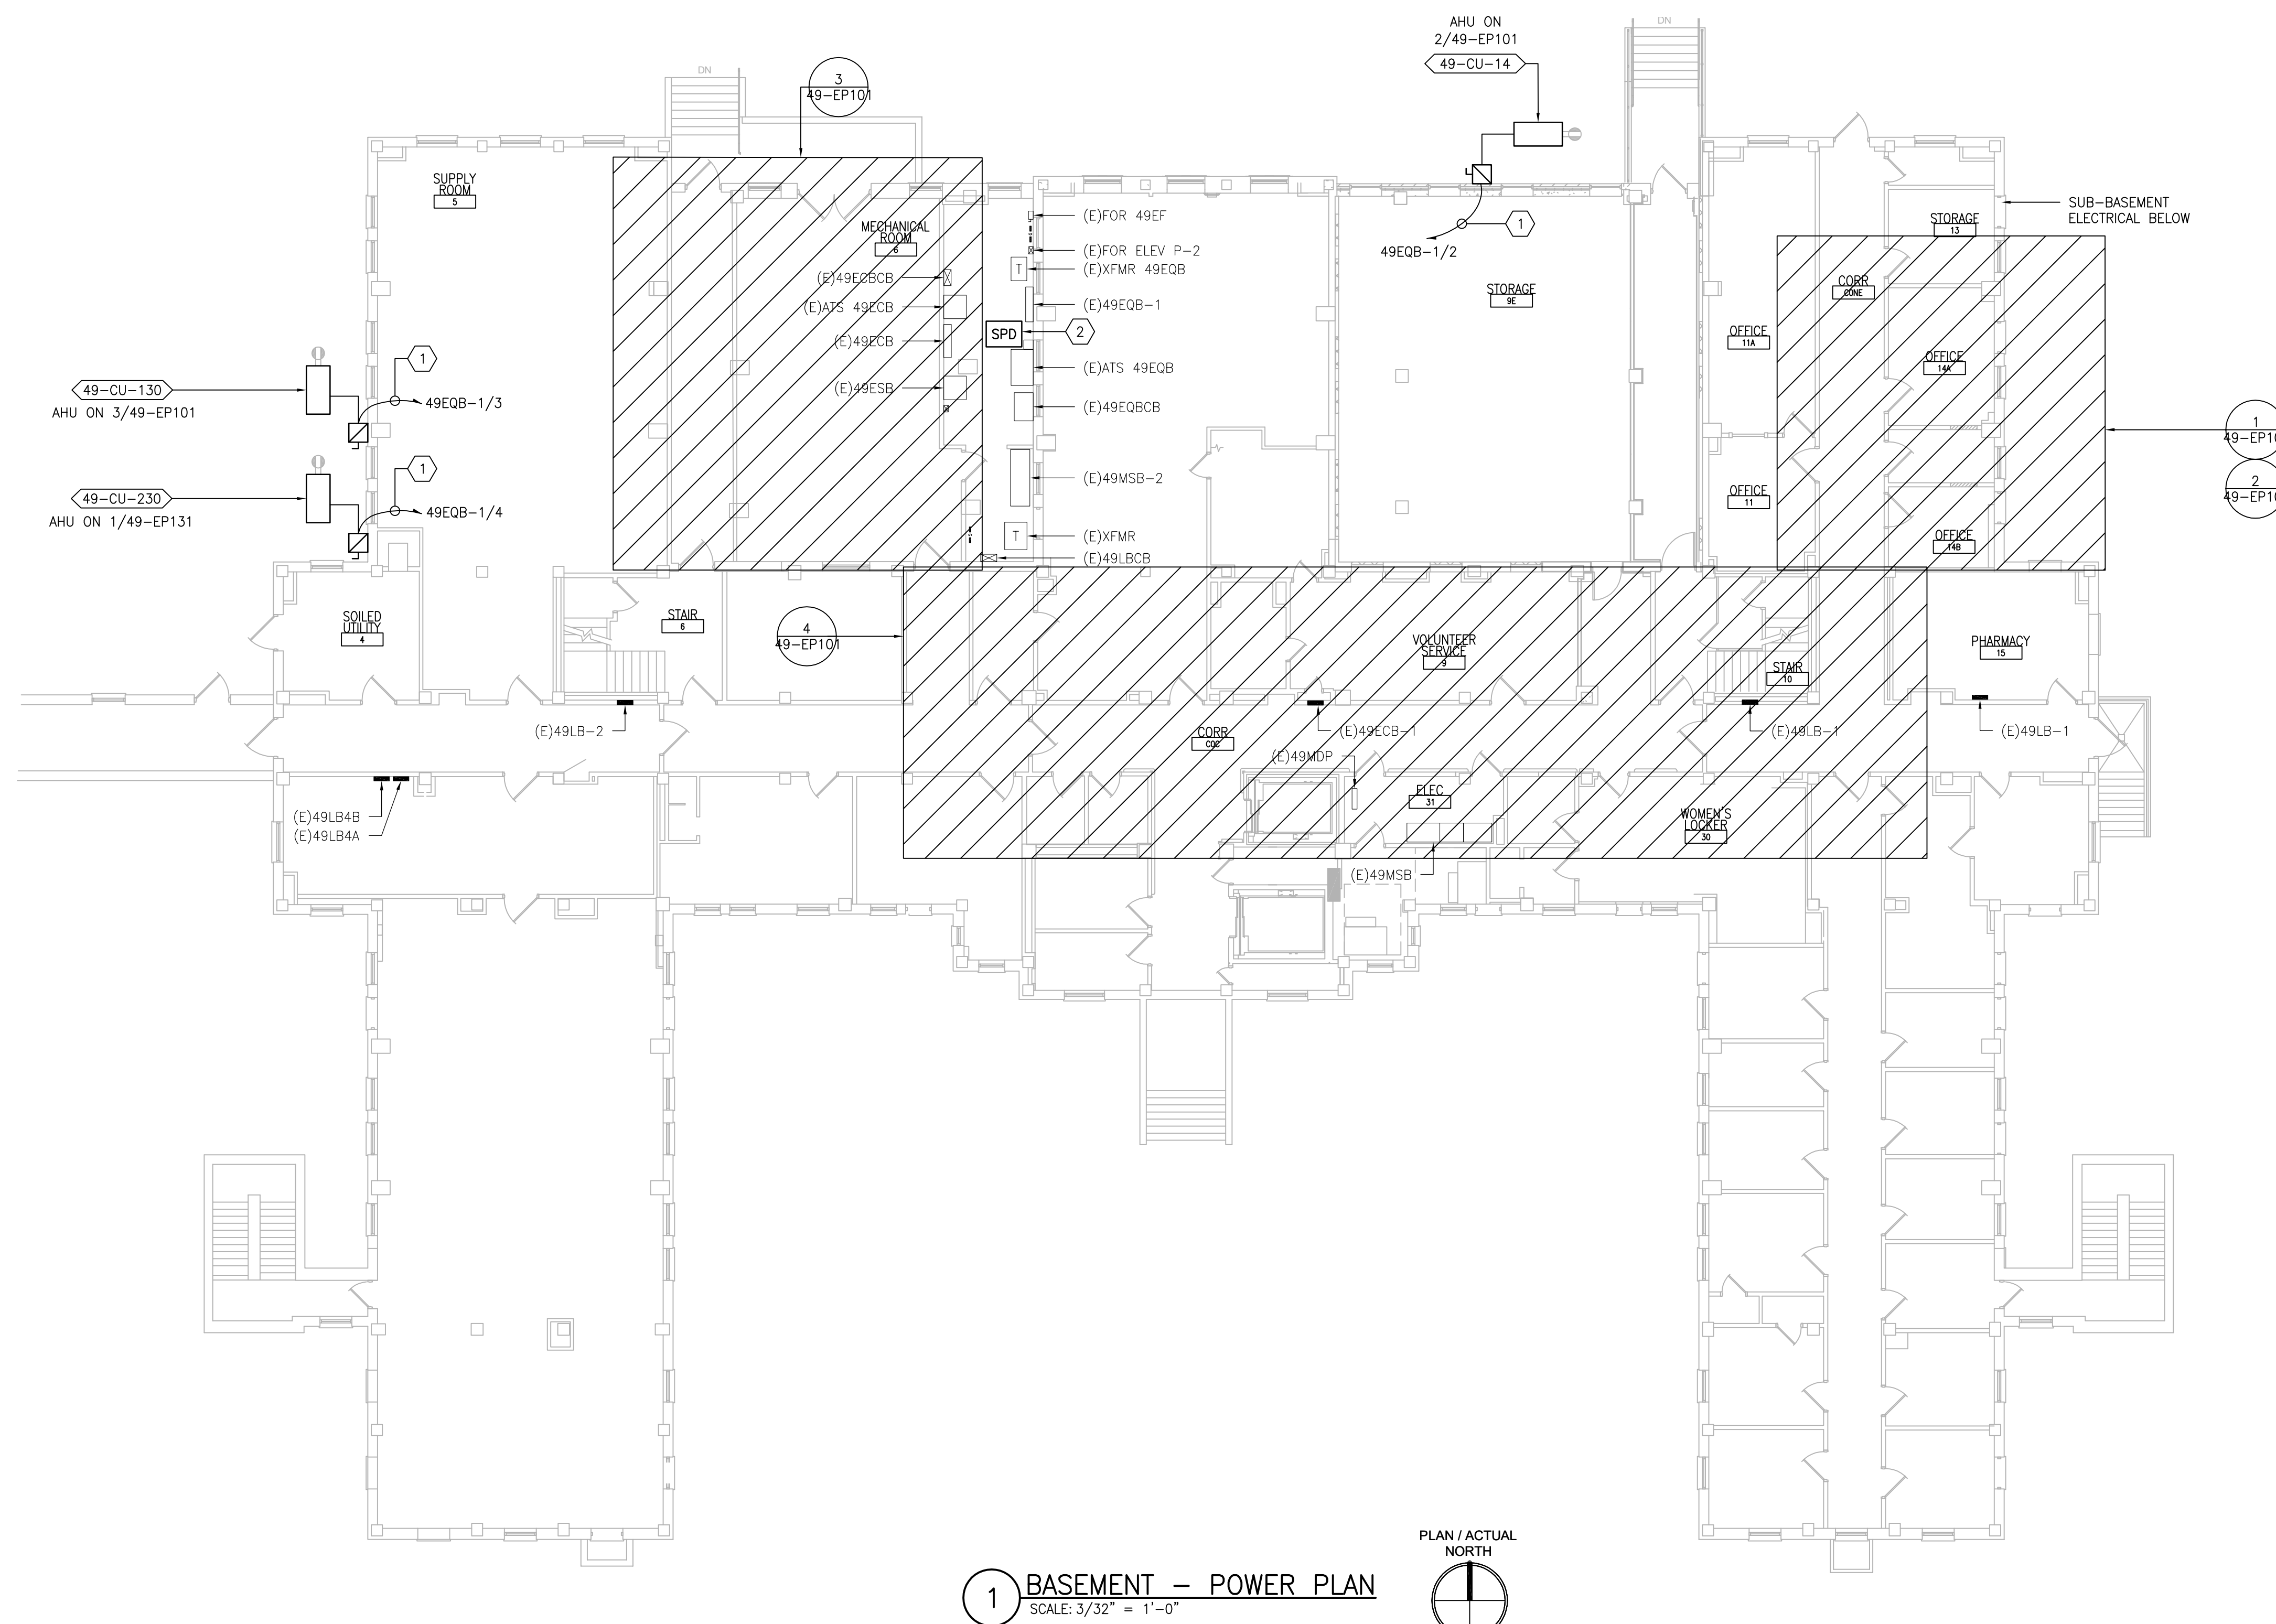 AHU ON
2/49-EP101
49-CU-14
DN
DN
3
49-EP101
SUPPLY
ROOM
5
MECHANICAL
ROOM
6
(E)FOR 49EF
(E)FOR ELEV P-2
(E)XFMR 49EQB
(E)49EQB-1
SPD
2
(E)ATS 49EQB
(E)49EQBCB
(E)49MSB-2
(E)XFMR
(E)49LBCB
T
T
(E)49ECBCB
(E)ATS 49ECB
(E)49ECB
(E)49ESB
1
49EQB-1/2
STORAGE
9E
SUB-BASEMENT
ELECTRICAL BELOW
STORAGE
13
CORR
CONE
OFFICE
11A
OFFICE
14A
OFFICE
11
OFFICE
14B
1
2
49-CU-130
AHU ON 3/49-EP101
1
49EQB-1/3
49-CU-230
AHU ON 1/49-EP131
1
49EQB-1/4
SOILED
UTILITY
4
STAIR
6
4
49-EP101
VOLUNTEER
SERVICE
9
STAIR
10
PHARMACY
15
(E)49LB-2
CORR
COC
(E)49ECB-1
(E)49LB-1
(E)49LB-1
(E)49MDP
ELEC
31
WOMEN'S
LOCKER
30
(E)49LB4B
(E)49LB4A
(E)49MSB
PLAN / ACTUAL
NORTH
1
BASEMENT - POWER PLAN
SCALE: 3/32" = 1'-0"